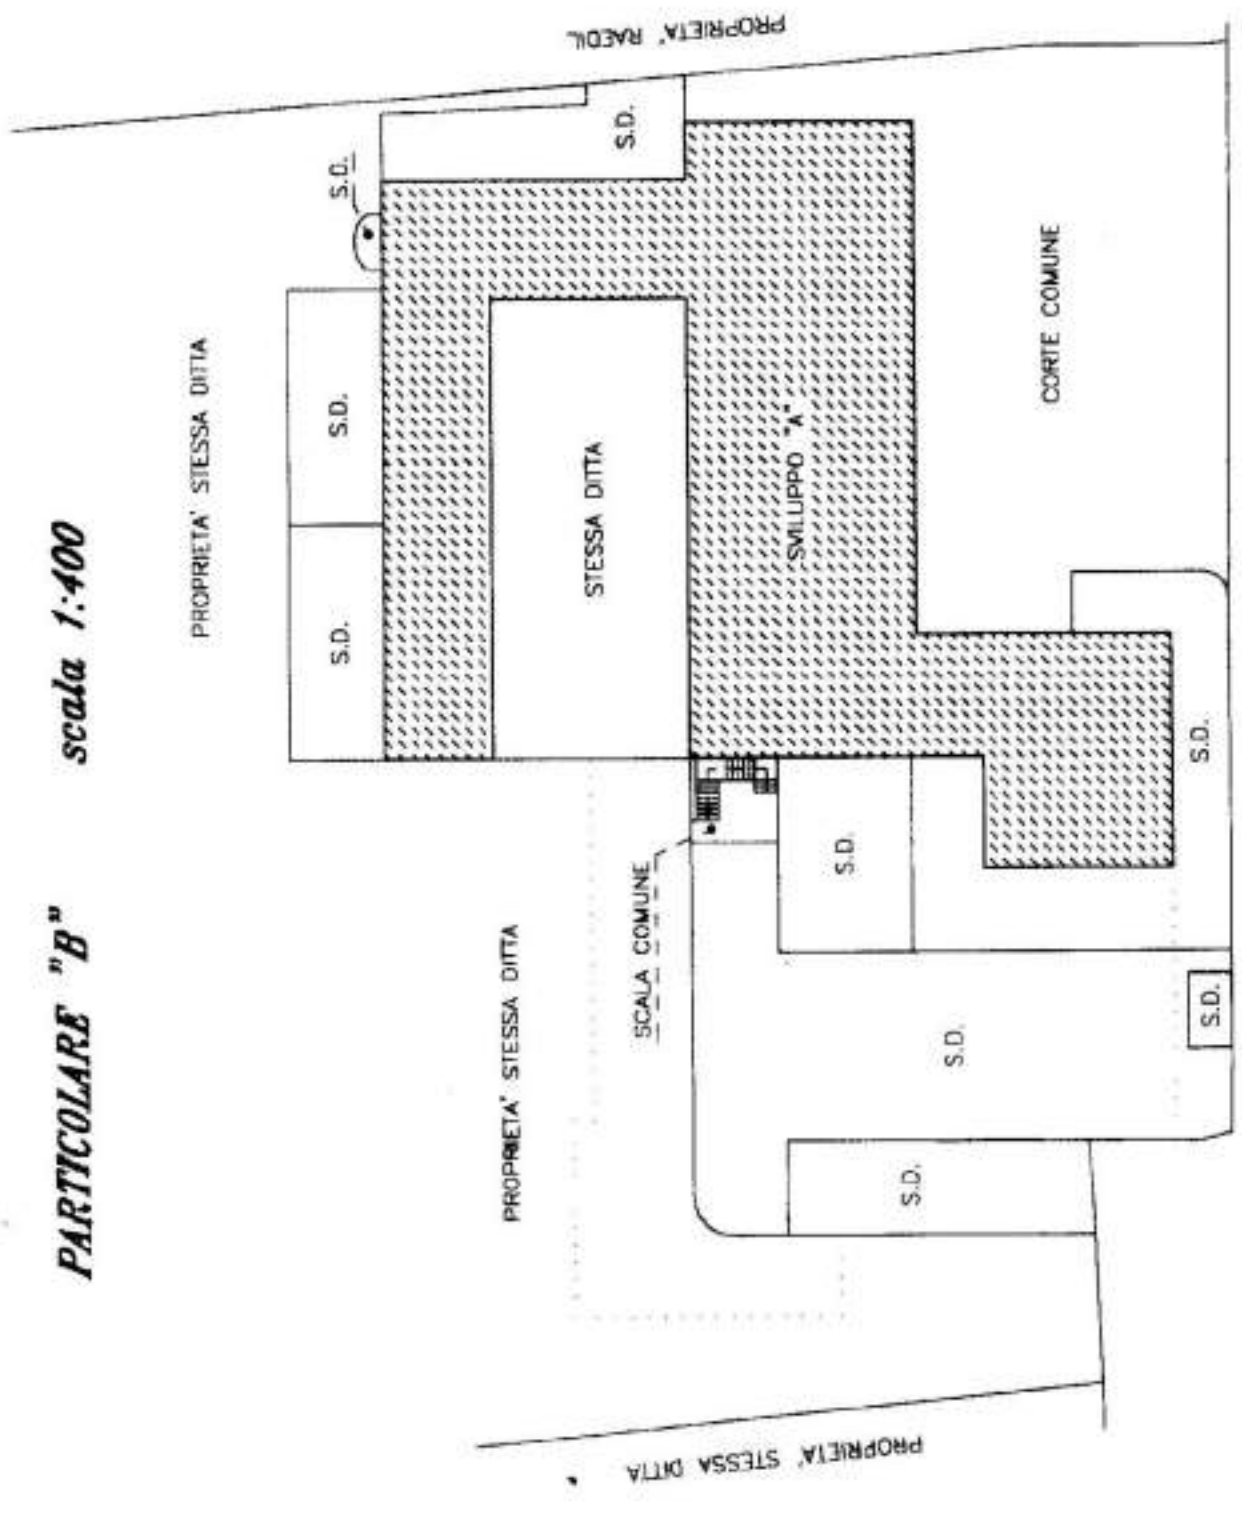 PARTICOLARE "B" scala 1:400
PROPRIETA' STESSA DITTA
S.D.
S.D.
S.D.
PROPRIETA' RAEDIL
S.D.
STESSA DITTA
PROPRIETA' STESSA DITTA
SCALA COMUNE
SVILUPPO "A"
S.D.
S.D.
S.D.
CORTE COMUNE
S.D.
S.D.
PROPRIETA' STESSA DITTA